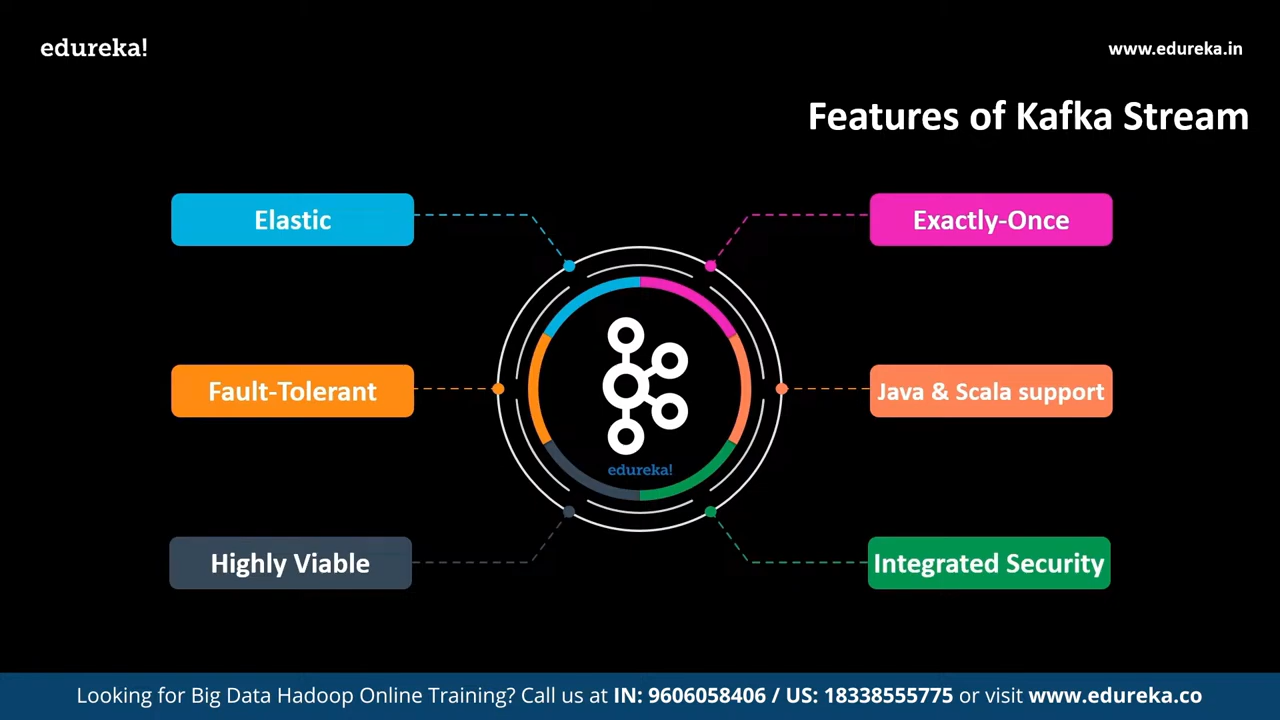 edureka!
www.edureka.in
Features of Kafka Stream
Elastic
Exactly-Once
Fault-Tolerant
Java & Scala support
edureka!
Highly Viable
Integrated Security
Looking for Big Data Hadoop Online Training? Call us at IN: 9606058406 / US: 18338555775 or visit www.edureka.co